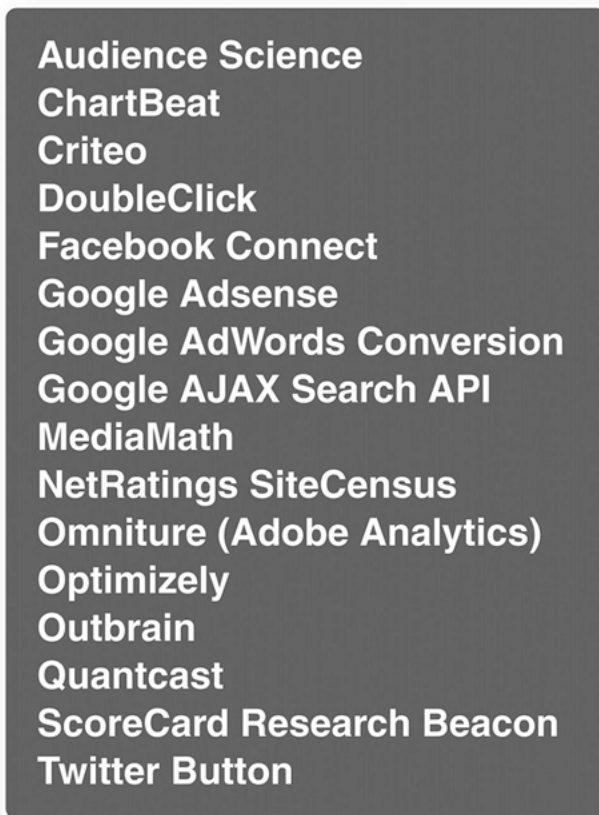 Audience Science
ChartBeat
Criteo
DoubleClick
Facebook Connect
Google Adsense
Google AdWords Conversion
Google AJAX Search API
MediaMath
NetRatings SiteCensus
Omniture (Adobe Analytics)
Optimizely
Outbrain
Quantcast
ScoreCard Research Beacon
Twitter Button